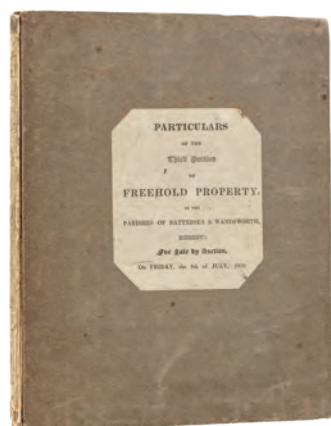 PARTICULARS
OF THE
Third Portion
OF
FREEHOLD PROPERTY,
IN THE
PARISHES OF BATTERSEA & WANDSWORTH,
SURREY;
For Sale by Auction,
On FRIDAY, the 8th of JULY,